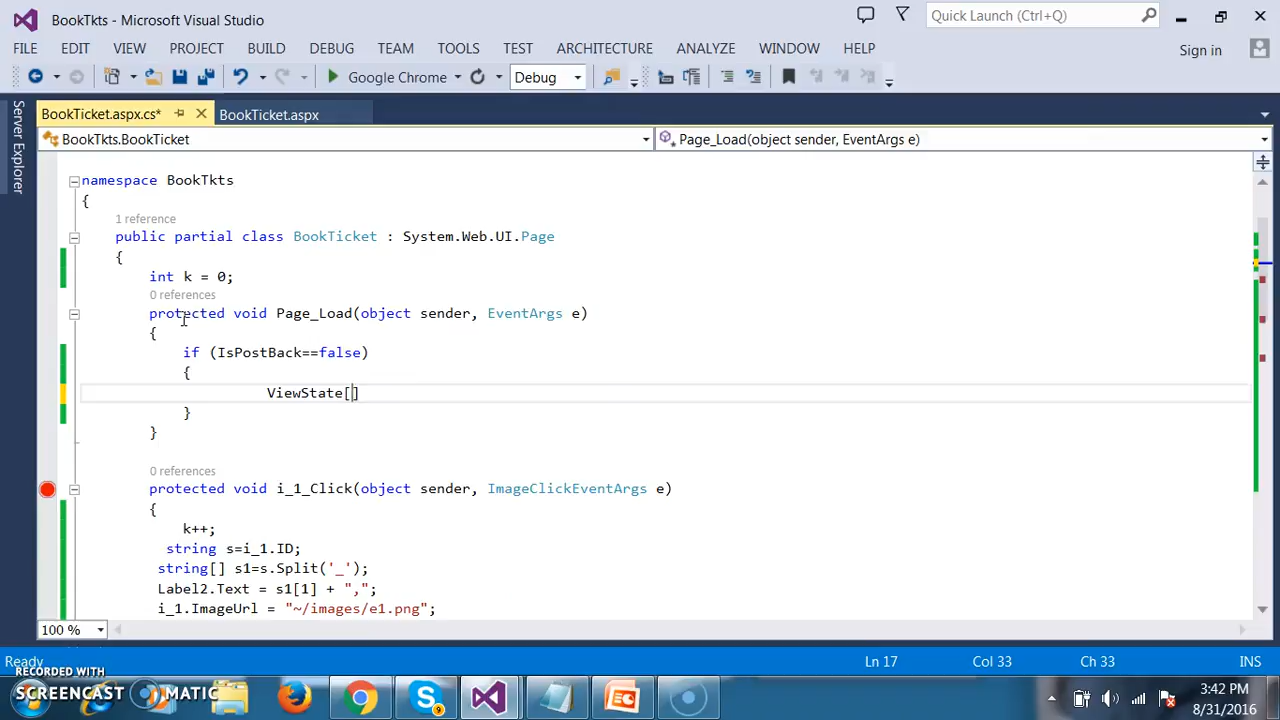 BookTkts - Microsoft Visual Studio
Quick Launch (Ctrl+Q)
FILE EDIT VIEW PROJECT BUILD DEBUG TEAM TOOLS TEST ARCHITECTURE ANALYZE WINDOW HELP
Sign in
Google Chrome Debug
Server Explorer
BookTicket.aspx.cs* BookTicket.aspx
BookTkts.BookTicket Page_Load(object sender, EventArgs e)
namespace BookTkts
{
1 reference
public partial class BookTicket : System.Web.UI.Page
{
int k = 0;
0 references
protected void Page_Load(object sender, EventArgs e)
{
if (IsPostBack==false)
{
ViewState[]
}
}
0 references
protected void i_1_Click(object sender, ImageClickEventArgs e)
{
k++;
string s=i_1.ID;
string[] s1=s.Split('_');
Label2.Text = s1[1] + ",";
i_1.ImageUrl = "~/images/e1.png";
100 %
Ready Ln 17 Col 33 Ch 33 INS
RECORDED WITH
SCREENCAST MATIC
3:42 PM
8/31/2016